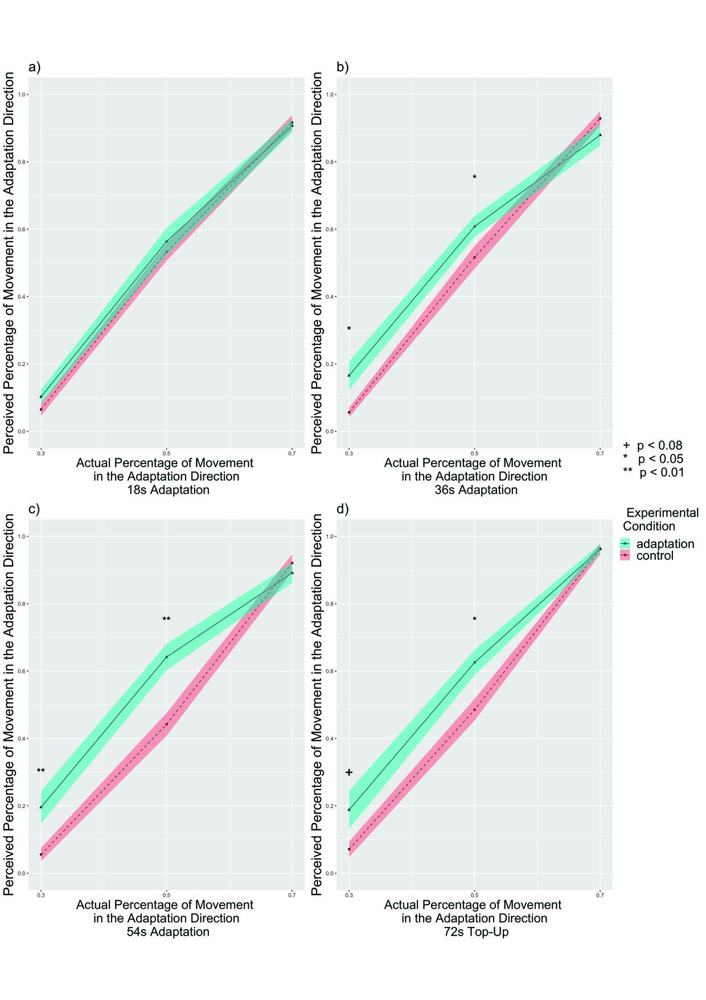 a)
Perceived Percentage of Movement in the Adaptation Direction
1.0
0.8
0.6
0.4
0.2
0.0
0.3
0.5
0.7
Actual Percentage of Movement
in the Adaptation Direction
18s Adaptation
b)
Perceived Percentage of Movement in the Adaptation Direction
1.0
0.8
0.6
0.4
0.2
0.0
*
*
0.3
0.5
0.7
Actual Percentage of Movement
in the Adaptation Direction
36s Adaptation
+ p < 0.08
* p < 0.05
** p < 0.01
c)
Perceived Percentage of Movement in the Adaptation Direction
1.0
0.8
0.6
0.4
0.2
0.0
**
**
0.3
0.5
0.7
Actual Percentage of Movement
in the Adaptation Direction
54s Adaptation
d)
Perceived Percentage of Movement in the Adaptation Direction
1.0
0.8
0.6
0.4
0.2
0.0
*
+
0.3
0.5
0.7
Actual Percentage of Movement
in the Adaptation Direction
72s Top-Up
Experimental
Condition
adaptation
control